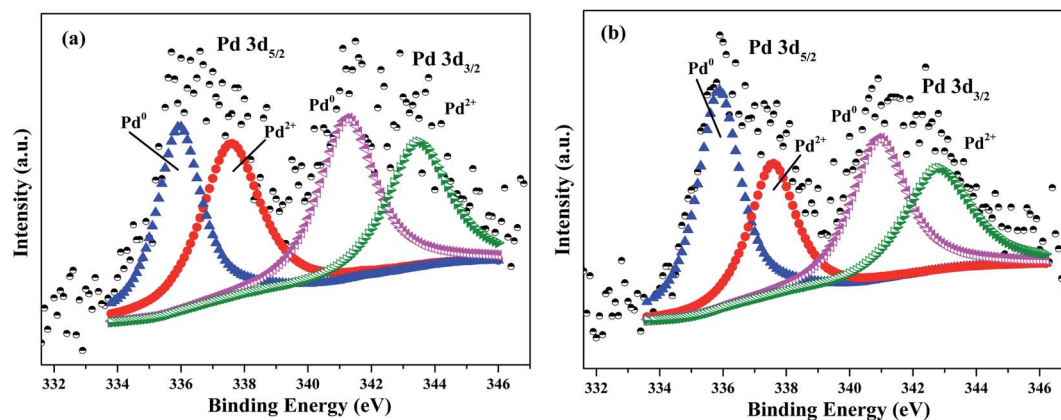 (a)
Pd 3d5/2
Pd 3d3/2
Pd⁰
Pd²⁺
Pd⁰
Pd²⁺
Intensity (a.u.)
332 334 336 338 340 342 344 346
Binding Energy (eV)
(b)
Pd 3d5/2
Pd⁰
Pd 3d3/2
Pd⁰
Pd²⁺
Pd²⁺
Intensity (a.u.)
332 334 336 338 340 342 344 346
Binding Energy (eV)